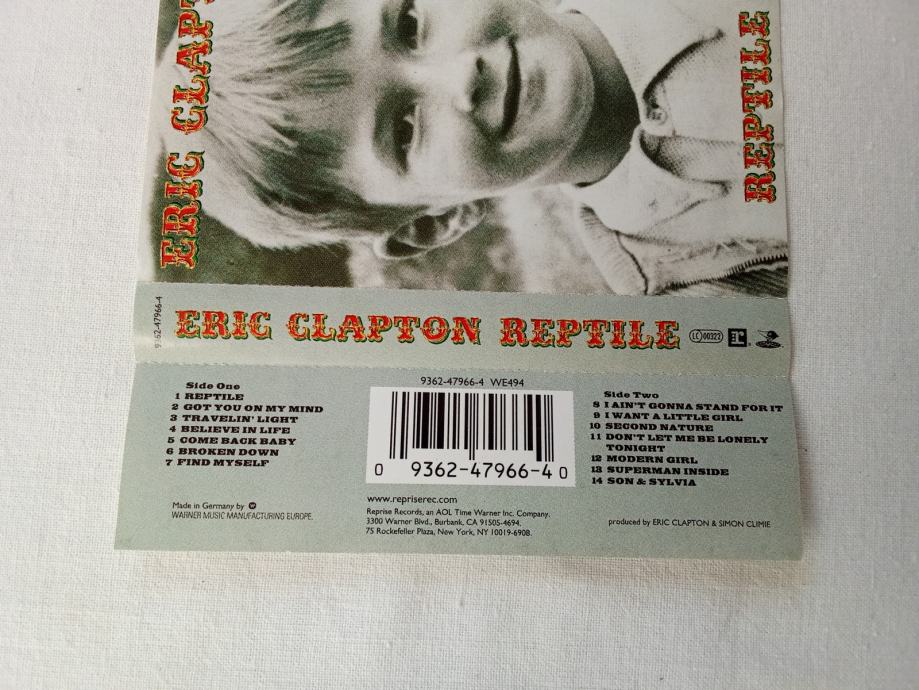 ERIC CLAPT
REPTILE
9 62-47966-4
ERIC CLAPTON REPTILE
LC 00322
9362-47966-4 WE494
Side One
1 REPTILE
2 GOT YOU ON MY MIND
3 TRAVELIN' LIGHT
4 BELIEVE IN LIFE
5 COME BACK BABY
6 BROKEN DOWN
7 FIND MYSELF
Made in Germany by
WARNER MUSIC MANUFACTURING EUROPE.
0 9362-47966-4 0
www.repriserec.com
Reprise Records, an AOL Time Warner Inc. Company.
3300 Warner Blvd., Burbank, CA 91505-4694.
75 Rockefeller Plaza, New York, NY 10019-6908.
Side Two
8 I AIN'T GONNA STAND FOR IT
9 I WANT A LITTLE GIRL
10 SECOND NATURE
11 DON'T LET ME BE LONELY
TONIGHT
12 MODERN GIRL
13 SUPERMAN INSIDE
14 SON & SYLVIA
produced by ERIC CLAPTON & SIMON CLIMIE